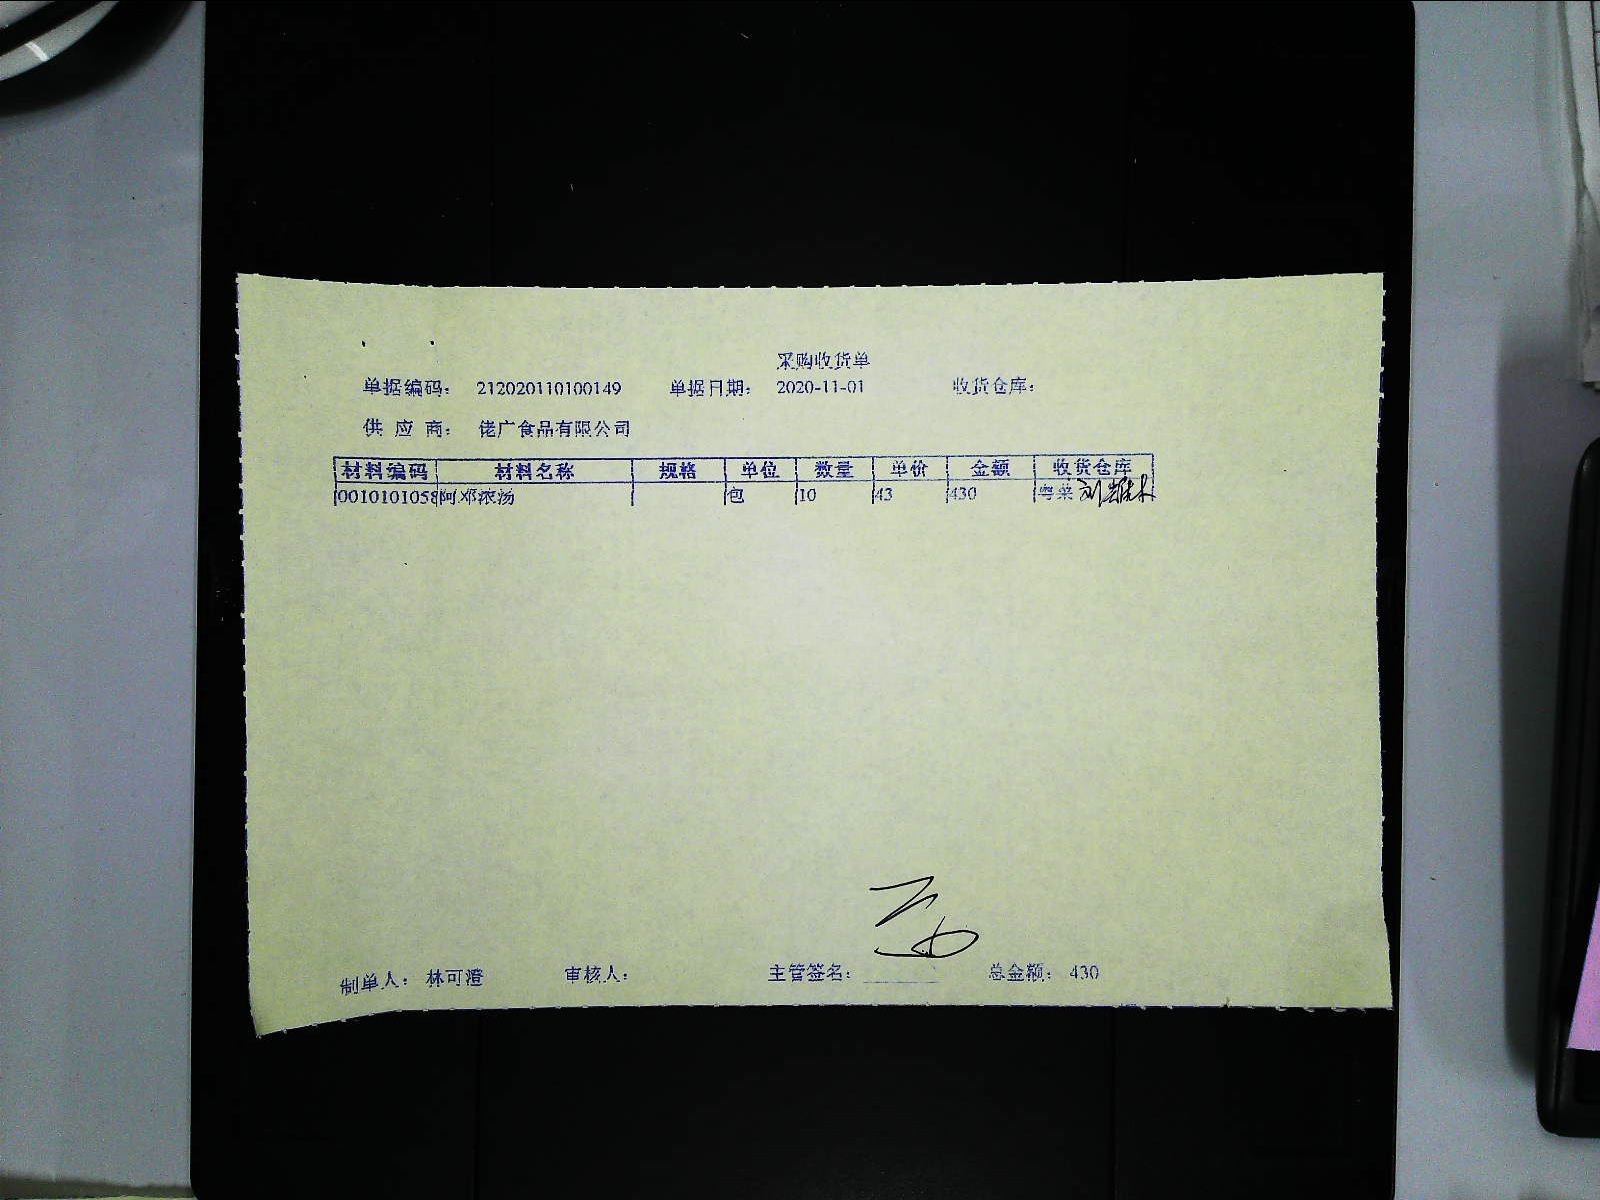 采购收货单
单据编码： 212020110100149 单据日期： 2020-11-01 收货仓库：
供 应 商： 佬广食品有限公司
材料编码 材料名称 规格 单位 数量 单价 金额 收货仓库
0010101058 阿邓浓汤 包 10 43 430 粤菜
制单人： 林可澄 审核人： 主管签名： 总金额： 430